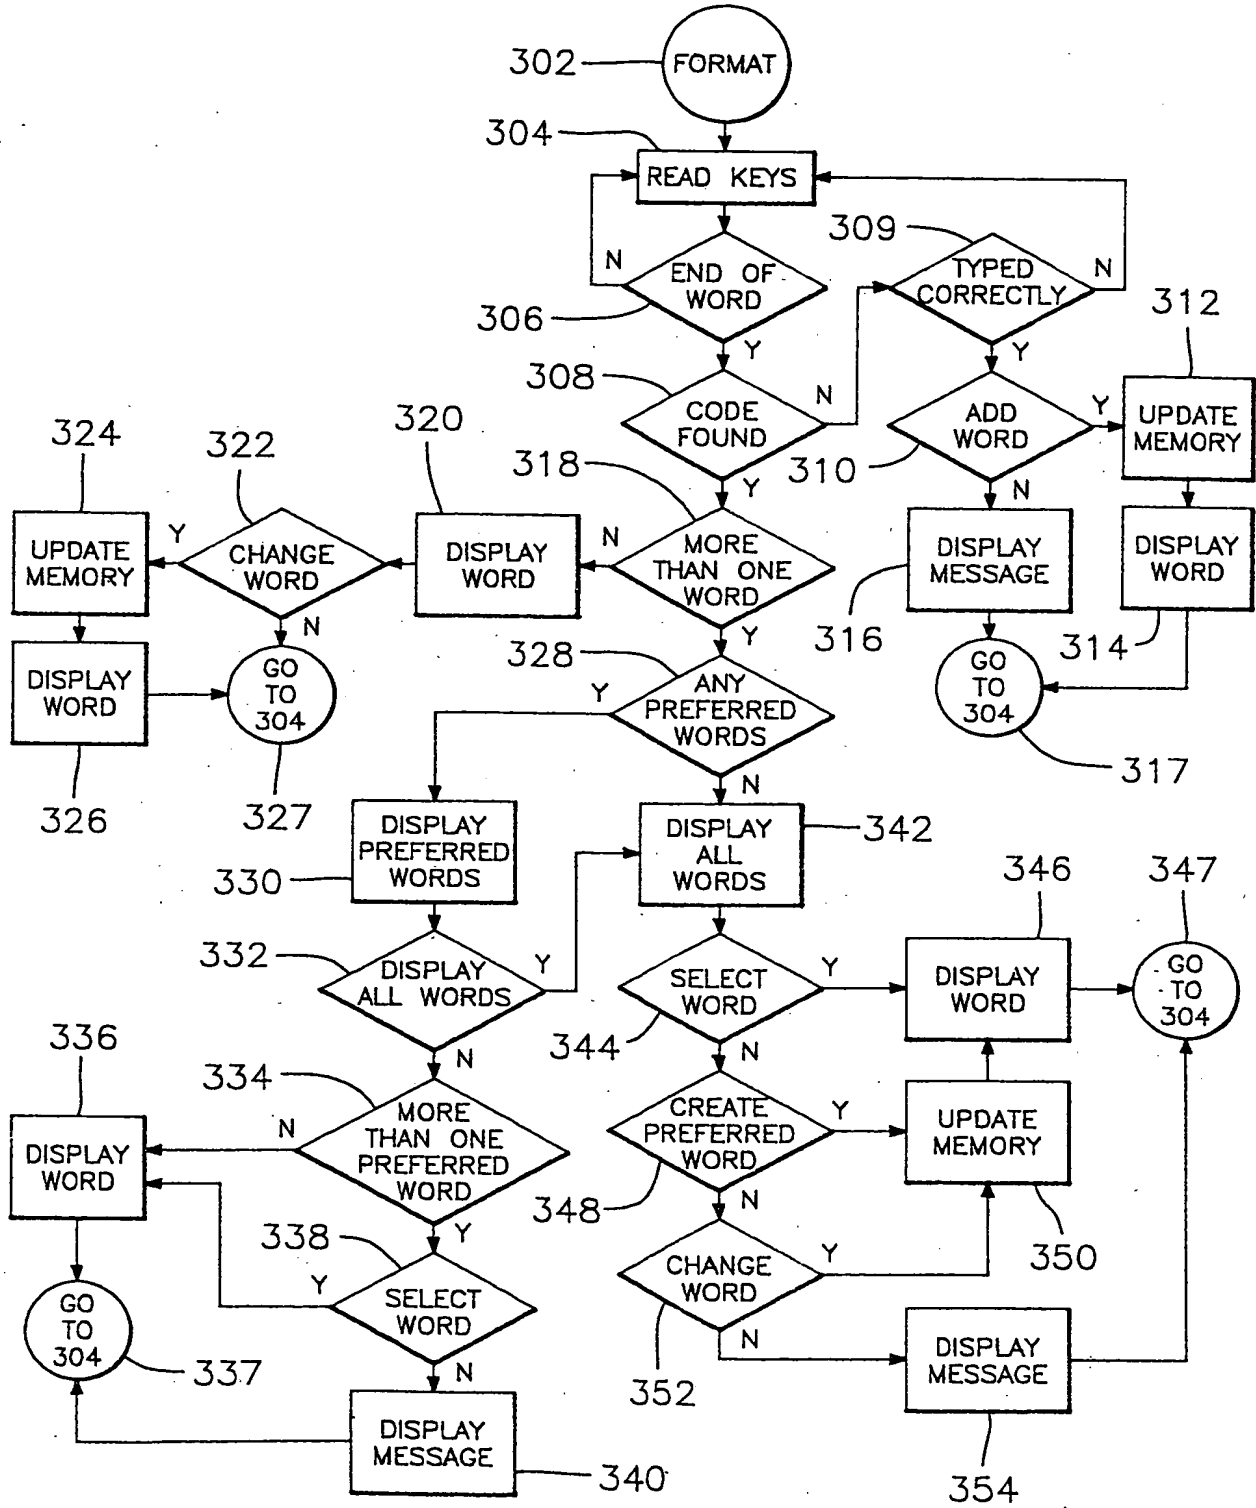 302
FORMAT
304
READ KEYS
309
TYPED
CORRECTLY
N
N
END OF
WORD
306
Y
Y
312
308
CODE
FOUND
N
ADD
WORD
Y
UPDATE
MEMORY
310
N
Y
324
322
320
318
Y
UPDATE
MEMORY
CHANGE
WORD
N
DISPLAY
WORD
N
MORE
THAN ONE
WORD
Y
DISPLAY
MESSAGE
316
DISPLAY
WORD
314
DISPLAY
WORD
326
GO
TO
304
327
328
Y
ANY
PREFERRED
WORDS
N
GO
TO
304
317
DISPLAY
PREFERRED
WORDS
330
DISPLAY
ALL
WORDS
342
346
347
332
DISPLAY
ALL WORDS
Y
N
SELECT
WORD
Y
344
N
DISPLAY
WORD
GO
TO
304
336
334
MORE
THAN ONE
PREFERRED
WORD
N
Y
DISPLAY
WORD
CREATE
PREFERRED
WORD
Y
348
N
UPDATE
MEMORY
350
338
Y
SELECT
WORD
N
CHANGE
WORD
Y
352
N
GO
TO
304
337
DISPLAY
MESSAGE
354
DISPLAY
MESSAGE
340